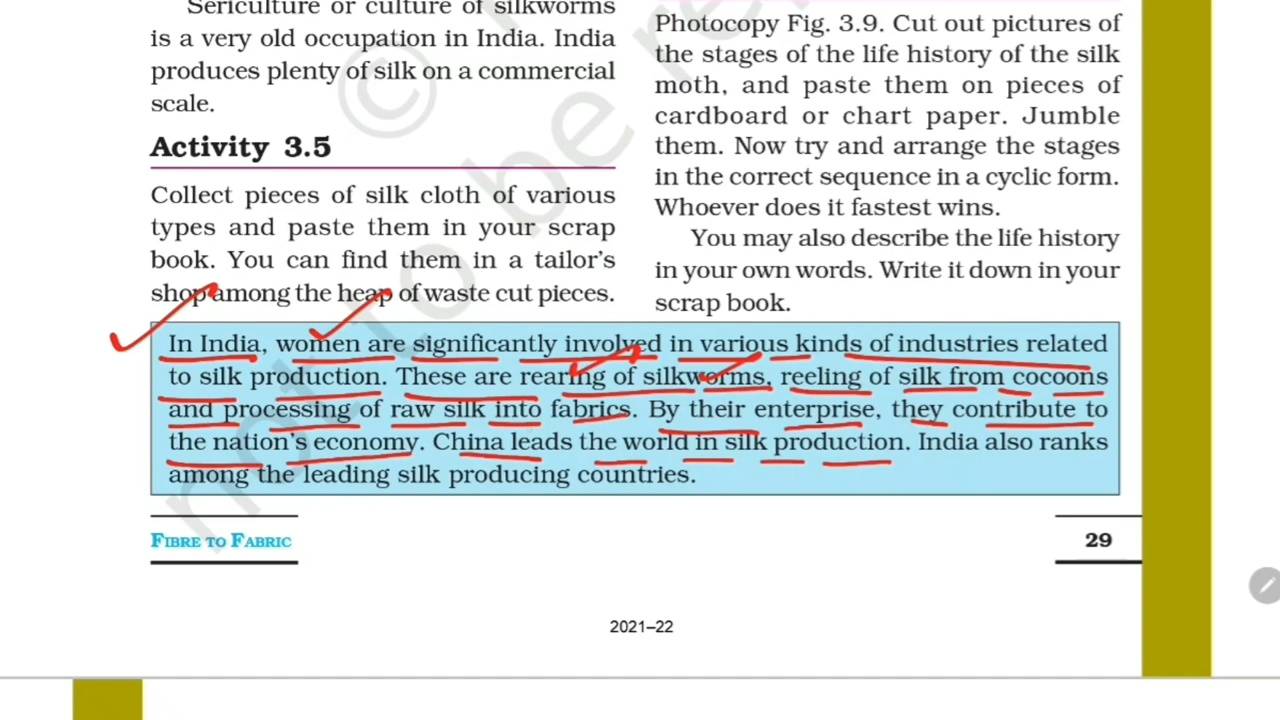 Sericulture or culture of silkworms
is a very old occupation in India. India
produces plenty of silk on a commercial
scale.
Activity 3.5
Collect pieces of silk cloth of various
types and paste them in your scrap
book. You can find them in a tailor's
shop among the heap of waste cut pieces.
Photocopy Fig. 3.9. Cut out pictures of
the stages of the life history of the silk
moth, and paste them on pieces of
cardboard or chart paper. Jumble
them. Now try and arrange the stages
in the correct sequence in a cyclic form.
Whoever does it fastest wins.
You may also describe the life history
in your own words. Write it down in your
scrap book.
In India, women are significantly involved in various kinds of industries related
to silk production. These are rearing of silkworms, reeling of silk from cocoons
and processing of raw silk into fabrics. By their enterprise, they contribute to
the nation's economy. China leads the world in silk production. India also ranks
among the leading silk producing countries.
FIBRE TO FABRIC
29
2021–22
© not to be re